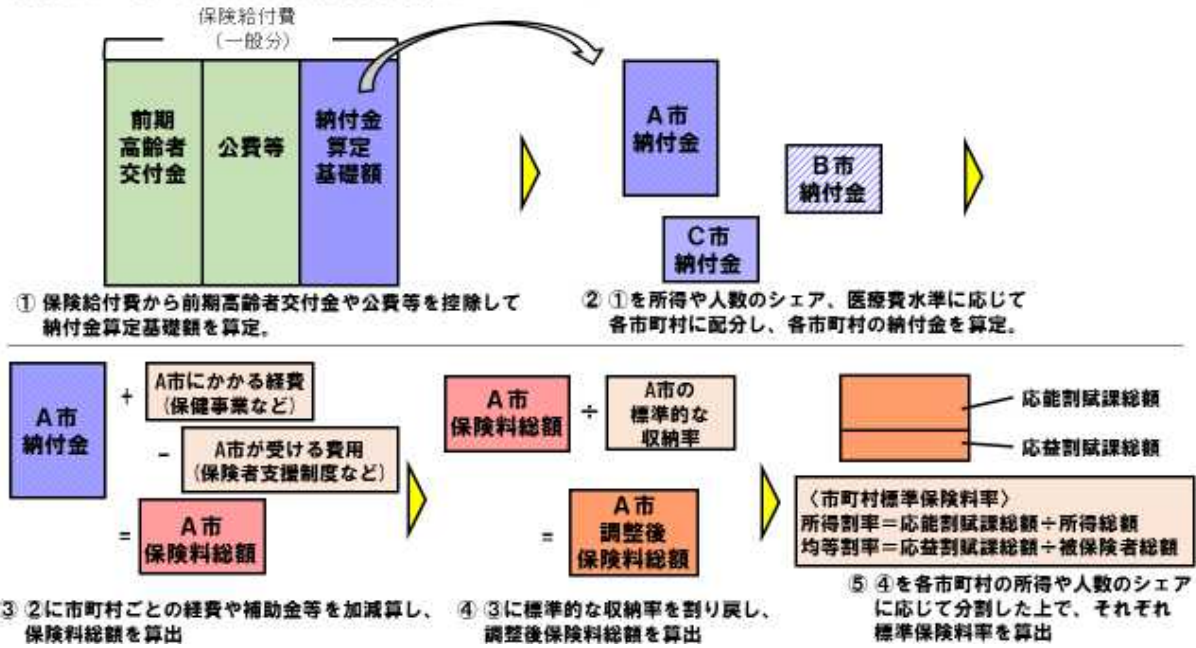 保険給付費
（一般分）
前期
高齢者
交付金
公費等
納付金
算定
基礎額
A市
納付金
B市
納付金
C市
納付金
① 保険給付費から前期高齢者交付金や公費等を控除して
納付金算定基礎額を算定。
② ①を所得や人数のシェア、医療費水準に応じて
各市町村に配分し、各市町村の納付金を算定。
A市
納付金
+
A市にかかる経費
(保健事業など)
-
A市が受ける費用
(保険者支援制度など)
=
A市
保険料総額
③ ②に市町村ごとの経費や補助金等を加減算し、
保険料総額を算出
A市
保険料総額
÷
A市の
標準的な
収納率
=
A市
調整後
保険料総額
④ ③に標準的な収納率を割り戻し、
調整後保険料総額を算出
応能割賦課総額
応益割賦課総額
〈市町村標準保険料率〉
所得割率＝応能割賦課総額÷所得総額
均等割率＝応益割賦課総額÷被保険者総額
⑤ ④を各市町村の所得や人数のシェア
に応じて分割した上で、それぞれ
標準保険料率を算出